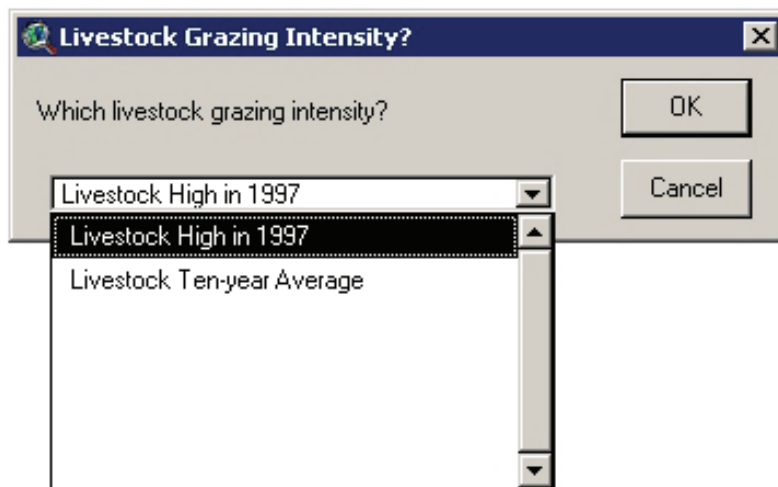 Livestock Grazing Intensity?
Which livestock grazing intensity?
OK
Cancel
Livestock High in 1997
Livestock High in 1997
Livestock Ten-year Average